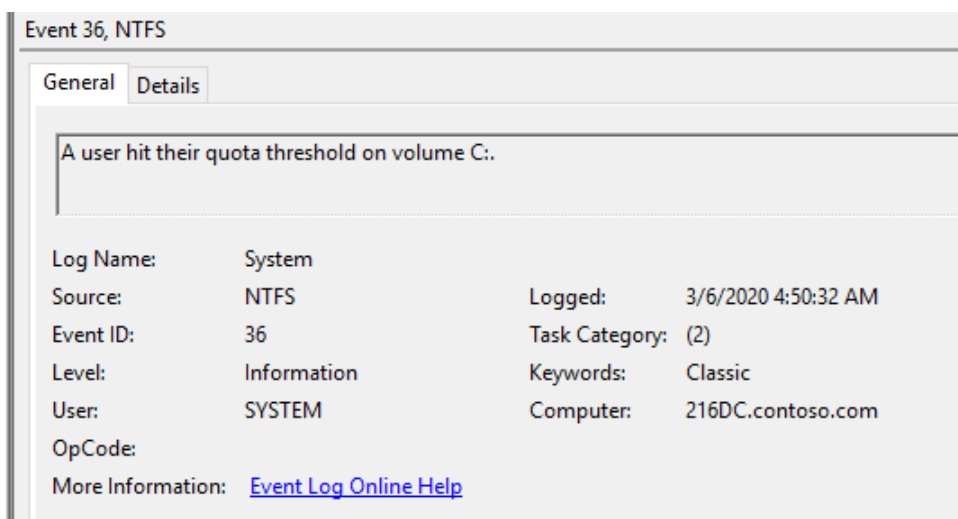 Event 36, NTFS
General Details
A user hit their quota threshold on volume C:.
Log Name: System
Source: NTFS Logged: 3/6/2020 4:50:32 AM
Event ID: 36 Task Category: (2)
Level: Information Keywords: Classic
User: SYSTEM Computer: 216DC.contoso.com
OpCode:
More Information: Event Log Online Help